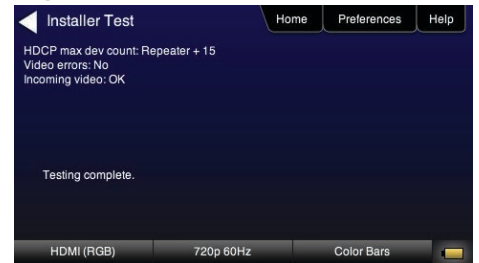 Installer Test
Home
Preferences
Help
HDCP max dev count: Repeater + 15
Video errors: No
Incoming video: OK
Testing complete.
HDMI (RGB)
720p 60Hz
Color Bars